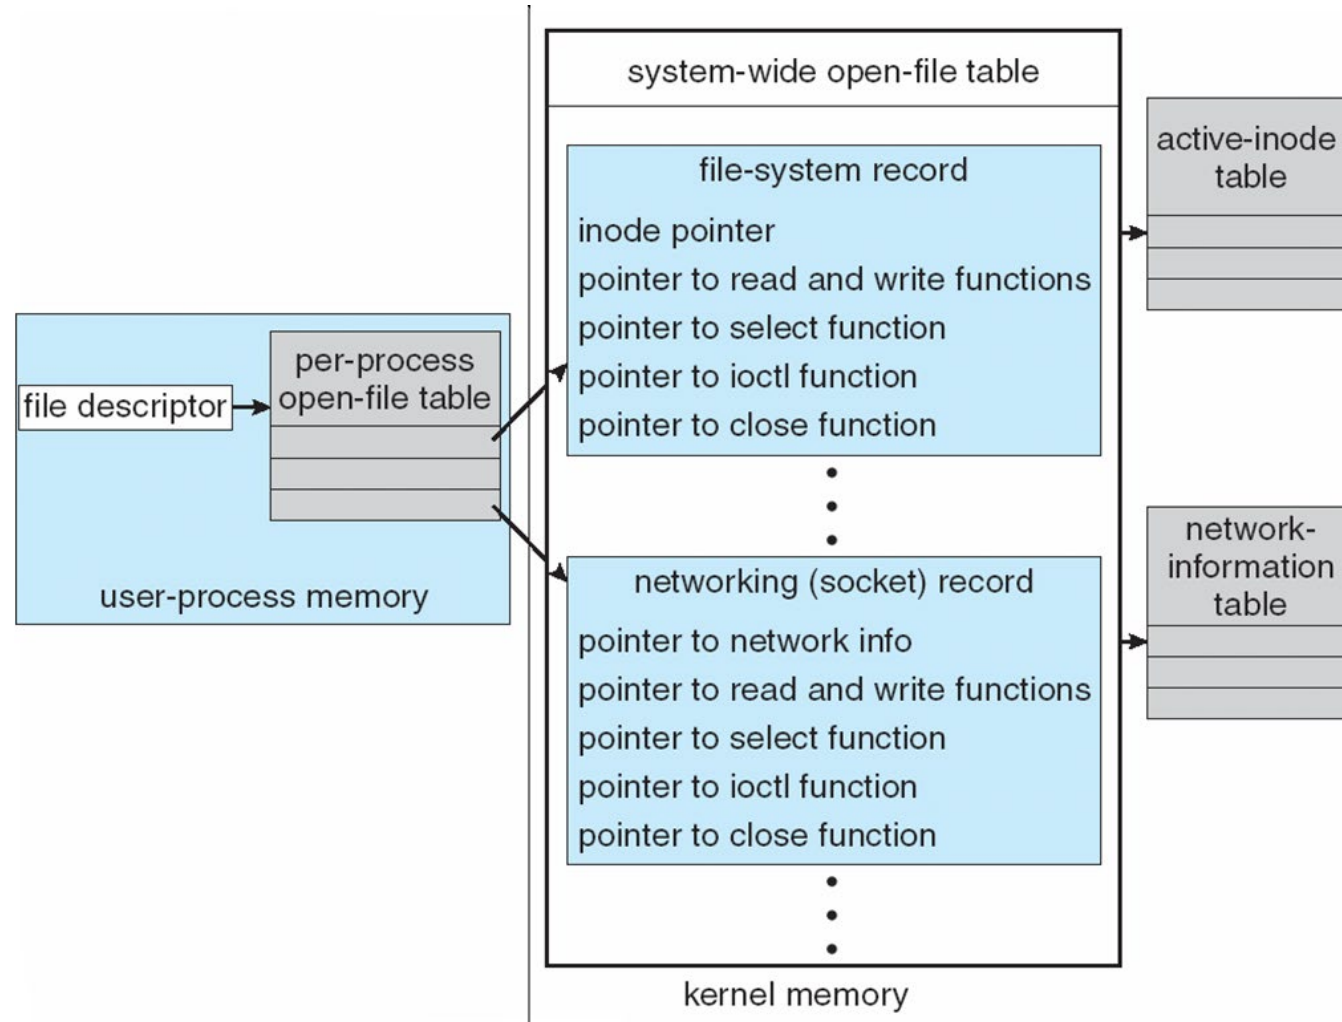 system-wide open-file table
file-system record
inode pointer
pointer to read and write functions
pointer to select function
pointer to ioctl function
pointer to close function
active-inode
table
per-process
open-file table
file descriptor
user-process memory
networking (socket) record
pointer to network info
pointer to read and write functions
pointer to select function
pointer to ioctl function
pointer to close function
network-
information
table
kernel memory